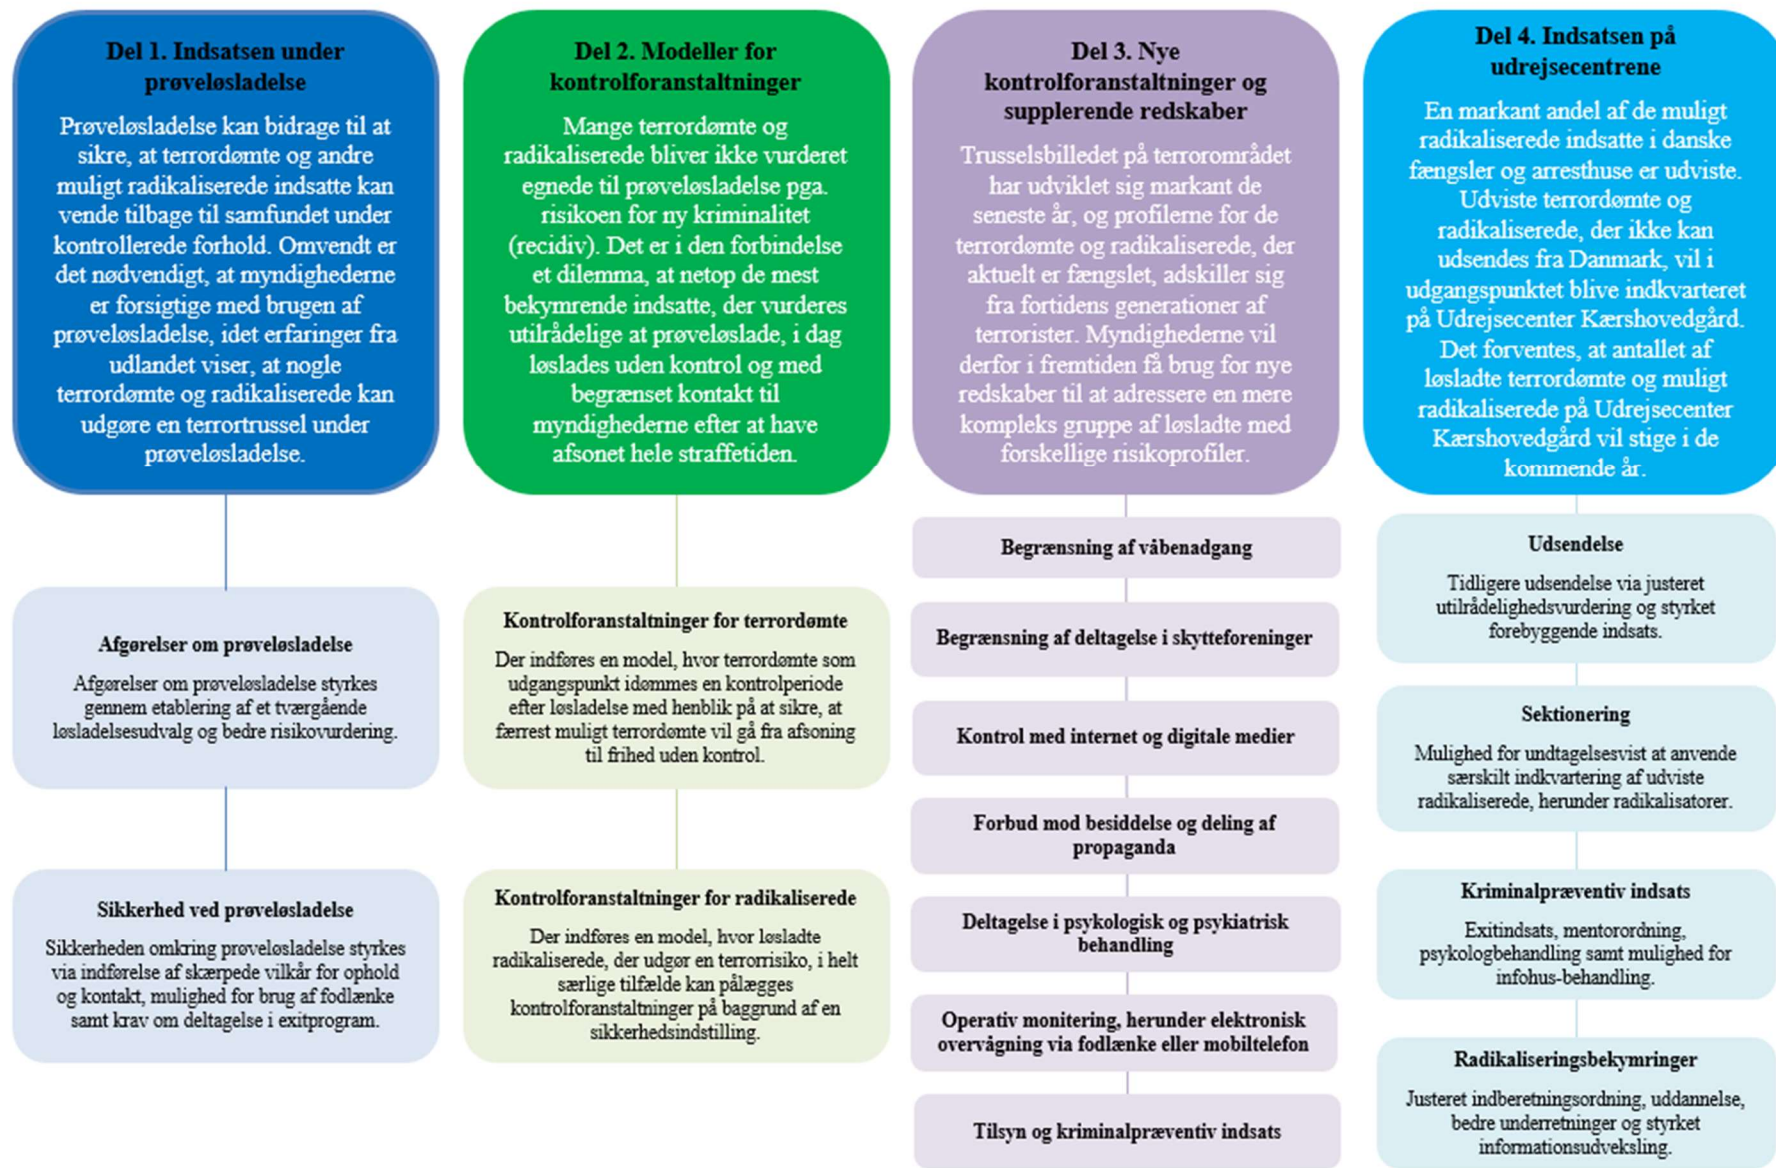 Del 1. Indsatsen under
prøveløsladelse
Prøveløsladelse kan bidrage til at
sikre, at terrordømte og andre
muligt radikaliserede indsatte kan
vende tilbage til samfundet under
kontrollerede forhold. Omvendt er
det nødvendigt, at myndighederne
er forsigtige med brugen af
prøveløsladelse, idet erfaringer fra
udlandet viser, at nogle
terrordømte og radikaliserede kan
udgøre en terrortrussel under
prøveløsladelse.
Afgørelser om prøveløsladelse
Afgørelser om prøveløsladelse styrkes
gennem etablering af et tværgående
løsladelsesudvalg og bedre risikovurdering.
Sikkerhed ved prøveløsladelse
Sikkerheden omkring prøveløsladelse styrkes
via indførelse af skærpede vilkår for ophold
og kontakt, mulighed for brug af fodlænke
samt krav om deltagelse i exitprogram.
Del 2. Modeller for
kontrolforanstaltninger
Mange terrordømte og
radikaliserede bliver ikke vurderet
egnede til prøveløsladelse pga.
risikoen for ny kriminalitet
(recidiv). Det er i den forbindelse
et dilemma, at netop de mest
bekymrende indsatte, der vurderes
utilrådelige at prøveløslade, i dag
løslades uden kontrol og med
begrænset kontakt til
myndighederne efter at have
afsonet hele straffetiden.
Kontrolforanstaltninger for terrordømte
Der indføres en model, hvor terrordømte som
udgangspunkt idømmes en kontrolperiode
efter løsladelse med henblik på at sikre, at
færrest muligt terrordømte vil gå fra afsoning
til frihed uden kontrol.
Kontrolforanstaltninger for radikaliserede
Der indføres en model, hvor løsladte
radikaliserede, der udgør en terrorrisiko, i helt
særlige tilfælde kan pålægges
kontrolforanstaltninger på baggrund af en
sikkerhedsindstilling.
Del 3. Nye
kontrolforanstaltninger og
supplerende redskaber
Trusselsbilledet på terrorområdet
har udviklet sig markant de
seneste år, og profilerne for de
terrordømte og radikaliserede, der
aktuelt er fængslet, adskiller sig
fra fortidens generationer af
terrorister. Myndighederne vil
derfor i fremtiden få brug for nye
redskaber til at adressere en mere
kompleks gruppe af løsladte med
forskellige risikoprofiler.
Begrænsning af våbenadgang
Begrænsning af deltagelse i skytteforeninger
Kontrol med internet og digitale medier
Forbud mod besiddelse og deling af
propaganda
Deltagelse i psykologisk og psykiatrisk
behandling
Operativ monitering, herunder elektronisk
overvågning via fodlænke eller mobiltelefon
Tilsyn og kriminalpræventiv indsats
Del 4. Indsatsen på
udrejsecentrene
En markant andel af de muligt
radikaliserede indsatte i danske
fængsler og arresthuse er udviste.
Udviste terrordømte og
radikaliserede, der ikke kan
udsendes fra Danmark, vil i
udgangspunktet blive indkvarteret
på Udrejsecenter Kærshovedgård.
Det forventes, at antallet af
løsladte terrordømte og muligt
radikaliserede på Udrejsecenter
Kærshovedgård vil stige i de
kommende år.
Udsendelse
Tidligere udsendelse via justeret
utilrådelighedsvurdering og styrket
forebyggende indsats.
Sektionering
Mulighed for undtagelsesvist at anvende
særskilt indkvartering af udviste
radikaliserede, herunder radikalisatorer.
Kriminalpræventiv indsats
Exitindsats, mentorordning,
psykologbehandling samt mulighed for
infohus-behandling.
Radikaliseringsbekymringer
Justeret indberetningsordning, uddannelse,
bedre underretninger og styrket
informationsudveksling.